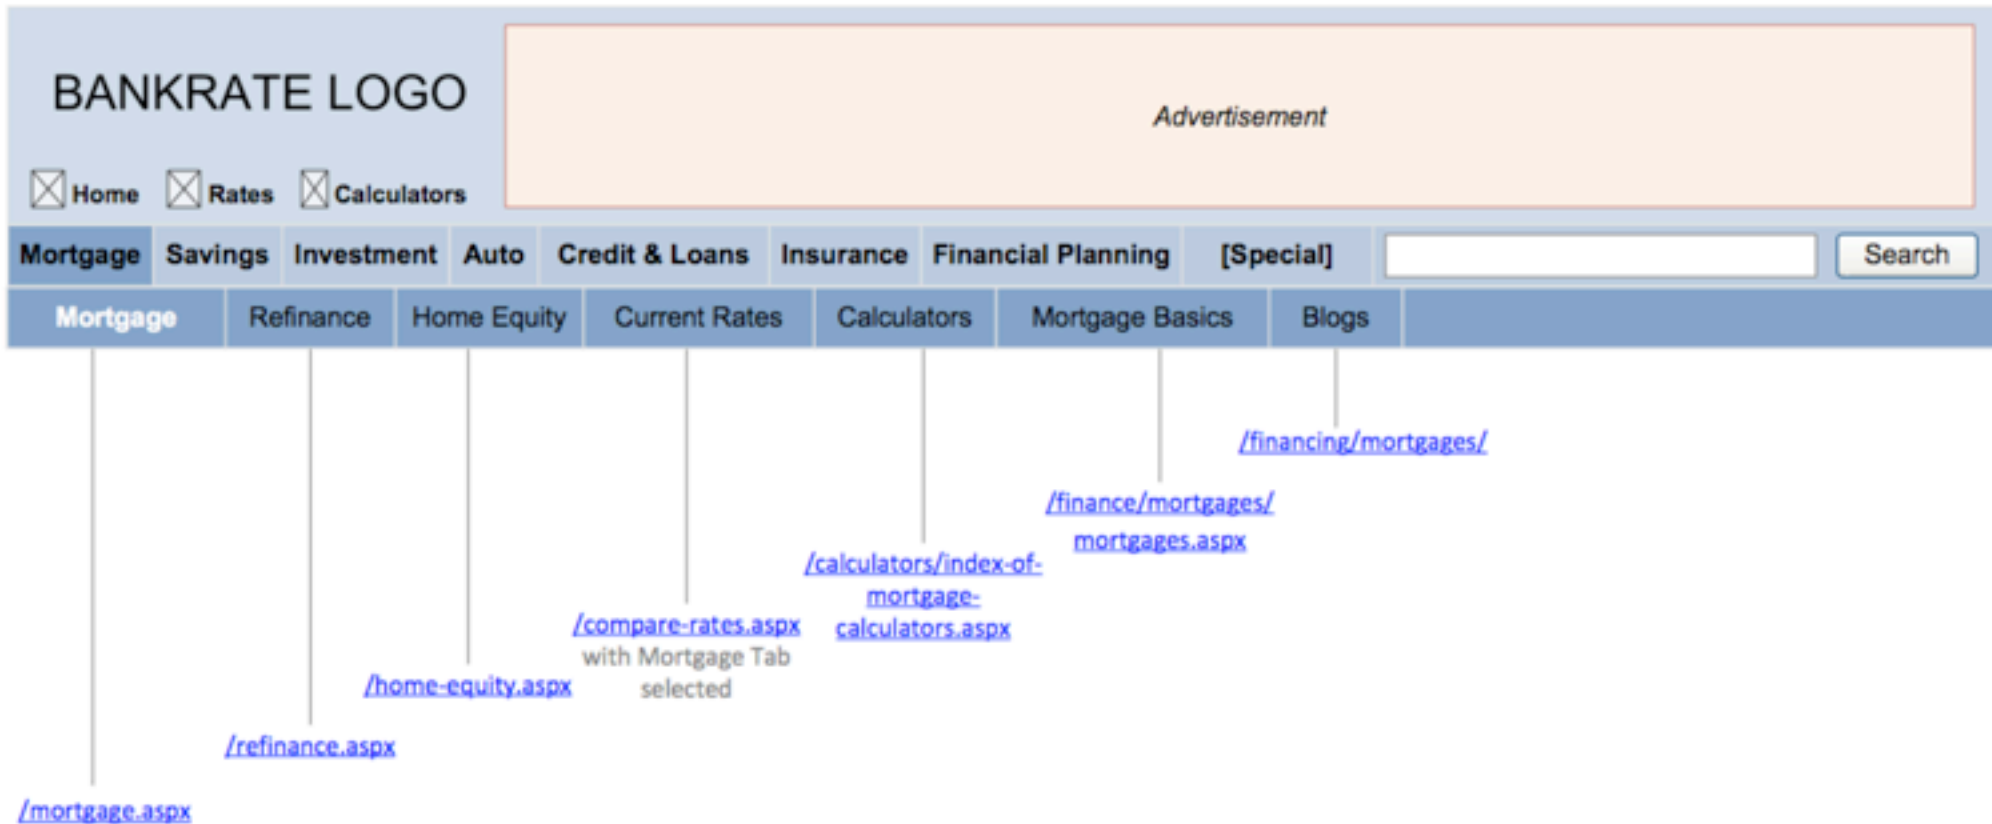 BANKRATE LOGO
Advertisement
Home Rates Calculators
Mortgage Savings Investment Auto Credit & Loans Insurance Financial Planning [Special] Search
Mortgage Refinance Home Equity Current Rates Calculators Mortgage Basics Blogs
/financing/mortgages/
/finance/mortgages/
mortgages.aspx
/calculators/index-of-
mortgage-
calculators.aspx
/compare-rates.aspx
with Mortgage Tab
selected
/home-equity.aspx
/refinance.aspx
/mortgage.aspx